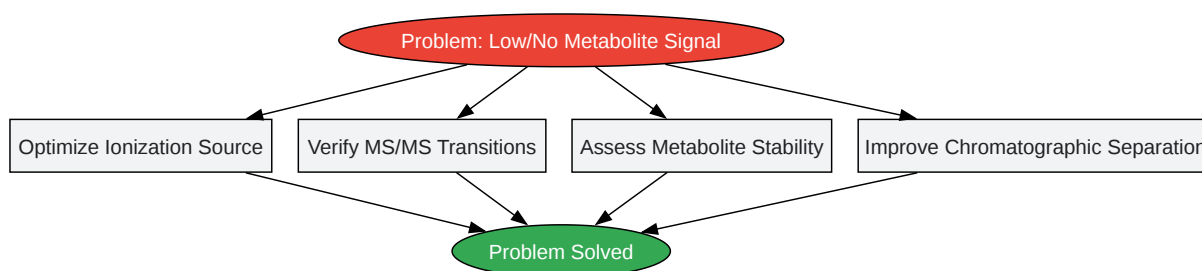 Problem: Low/No Metabolite Signal
Optimize Ionization Source
Verify MS/MS Transitions
Assess Metabolite Stability
Improve Chromatographic Separation
Problem Solved